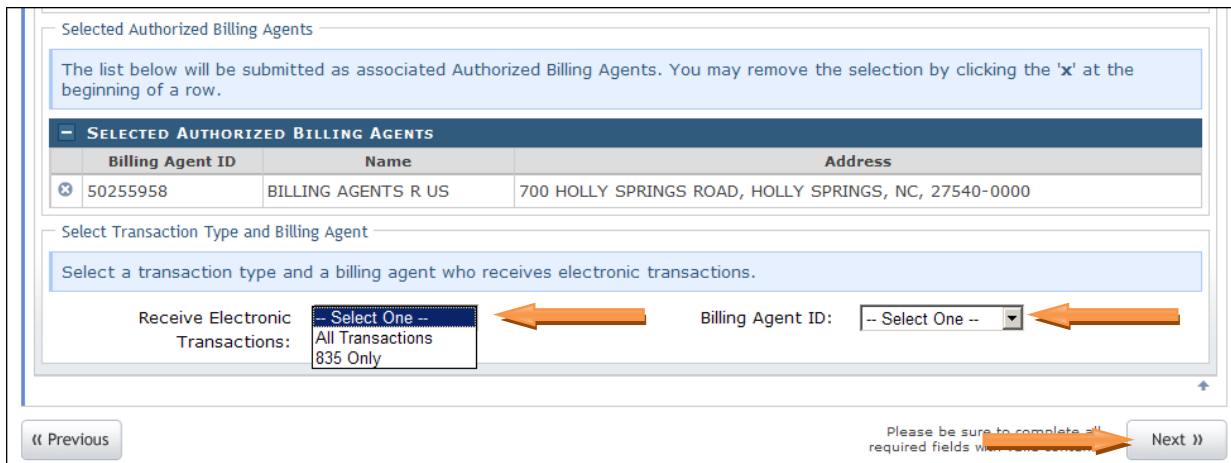 Selected Authorized Billing Agents
The list below will be submitted as associated Authorized Billing Agents. You may remove the selection by clicking the 'x' at the
beginning of a row.
SELECTED AUTHORIZED BILLING AGENTS
Billing Agent ID Name Address
50255958 BILLING AGENTS R US 700 HOLLY SPRINGS ROAD, HOLLY SPRINGS, NC, 27540-0000
Select Transaction Type and Billing Agent
Select a transaction type and a billing agent who receives electronic transactions.
Receive Electronic -- Select One -- Billing Agent ID: -- Select One --
Transactions: All Transactions
835 Only
« Previous
Please be sure to complete all
required fields with
Next »